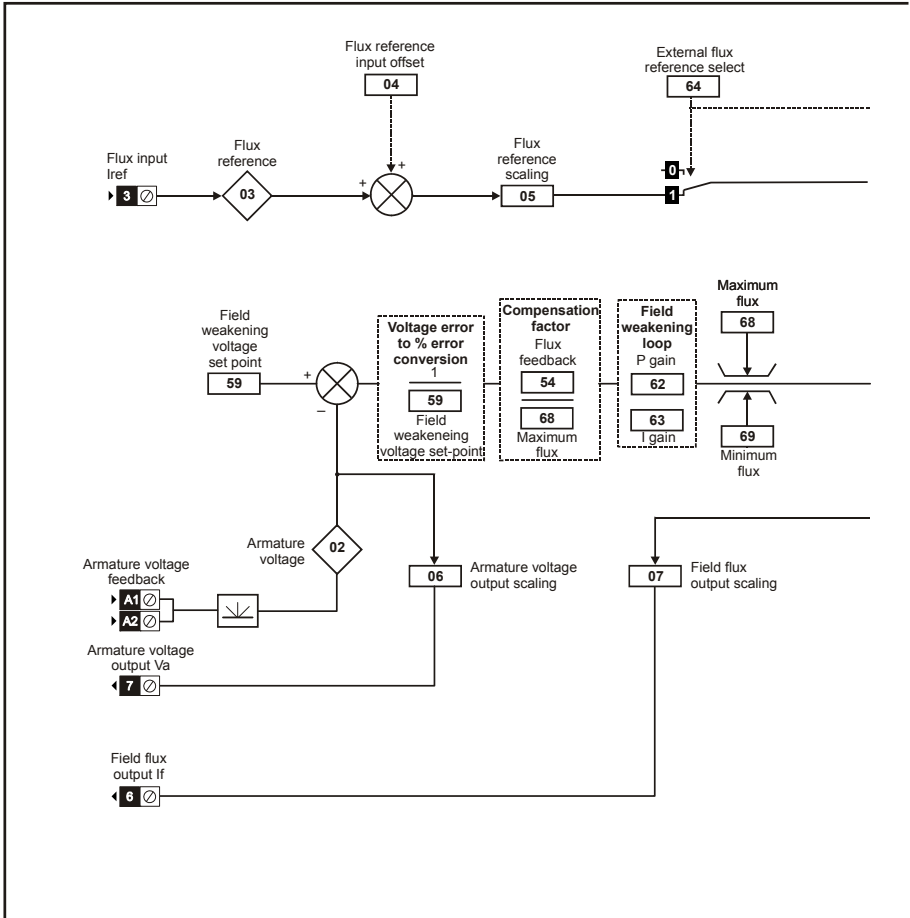 Flux reference
input offset
04
External flux
reference select
64
Flux input
Iref
3
Flux
reference
03
+
+
Flux
reference
scaling
05
0
1
Field
weakening
voltage
set point
59
+
–
Voltage error
to % error
conversion
1
59
Field
weakeneing
voltage set-point
Compensation
factor
Flux
feedback
54
68
Maximum
flux
Field
weakening
loop
P gain
62
63
I gain
Maximum
flux
68
69
Minimum
flux
Armature
voltage
02
Armature voltage
feedback
A1
A2
06
Armature voltage
output scaling
07
Field flux
output scaling
Armature voltage
output Va
7
Field flux
output If
6